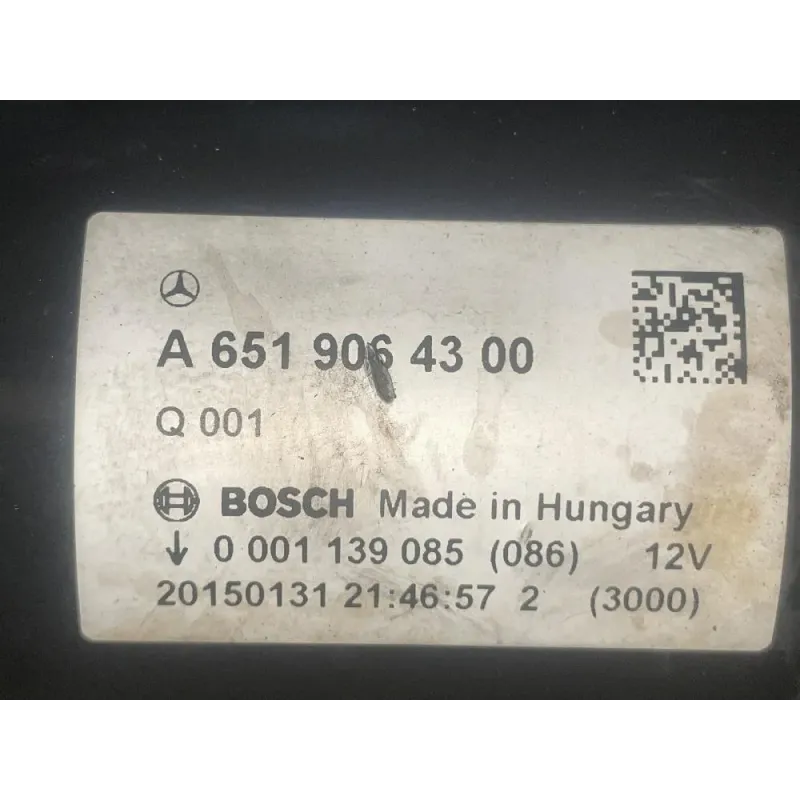 A 651 906 43 00
Q 001
BOSCH Made in Hungary
↓ 0 001 139 085 (086) 12V
20150131 21:46:57 2 (3000)